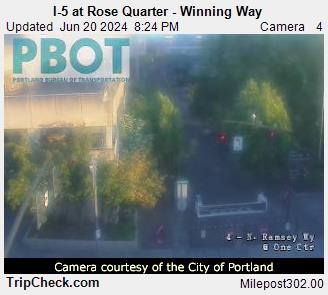 I-5 at Rose Quarter - Winning Way
Updated Jun 20 2024 8:24 PM Camera 4
PBOT
PORTLAND BUREAU OF TRANSPORTATION
4 - N. Ramsey Wy
@ One Ctr
Camera courtesy of the City of Portland
TripCheck.com Milepost302.00